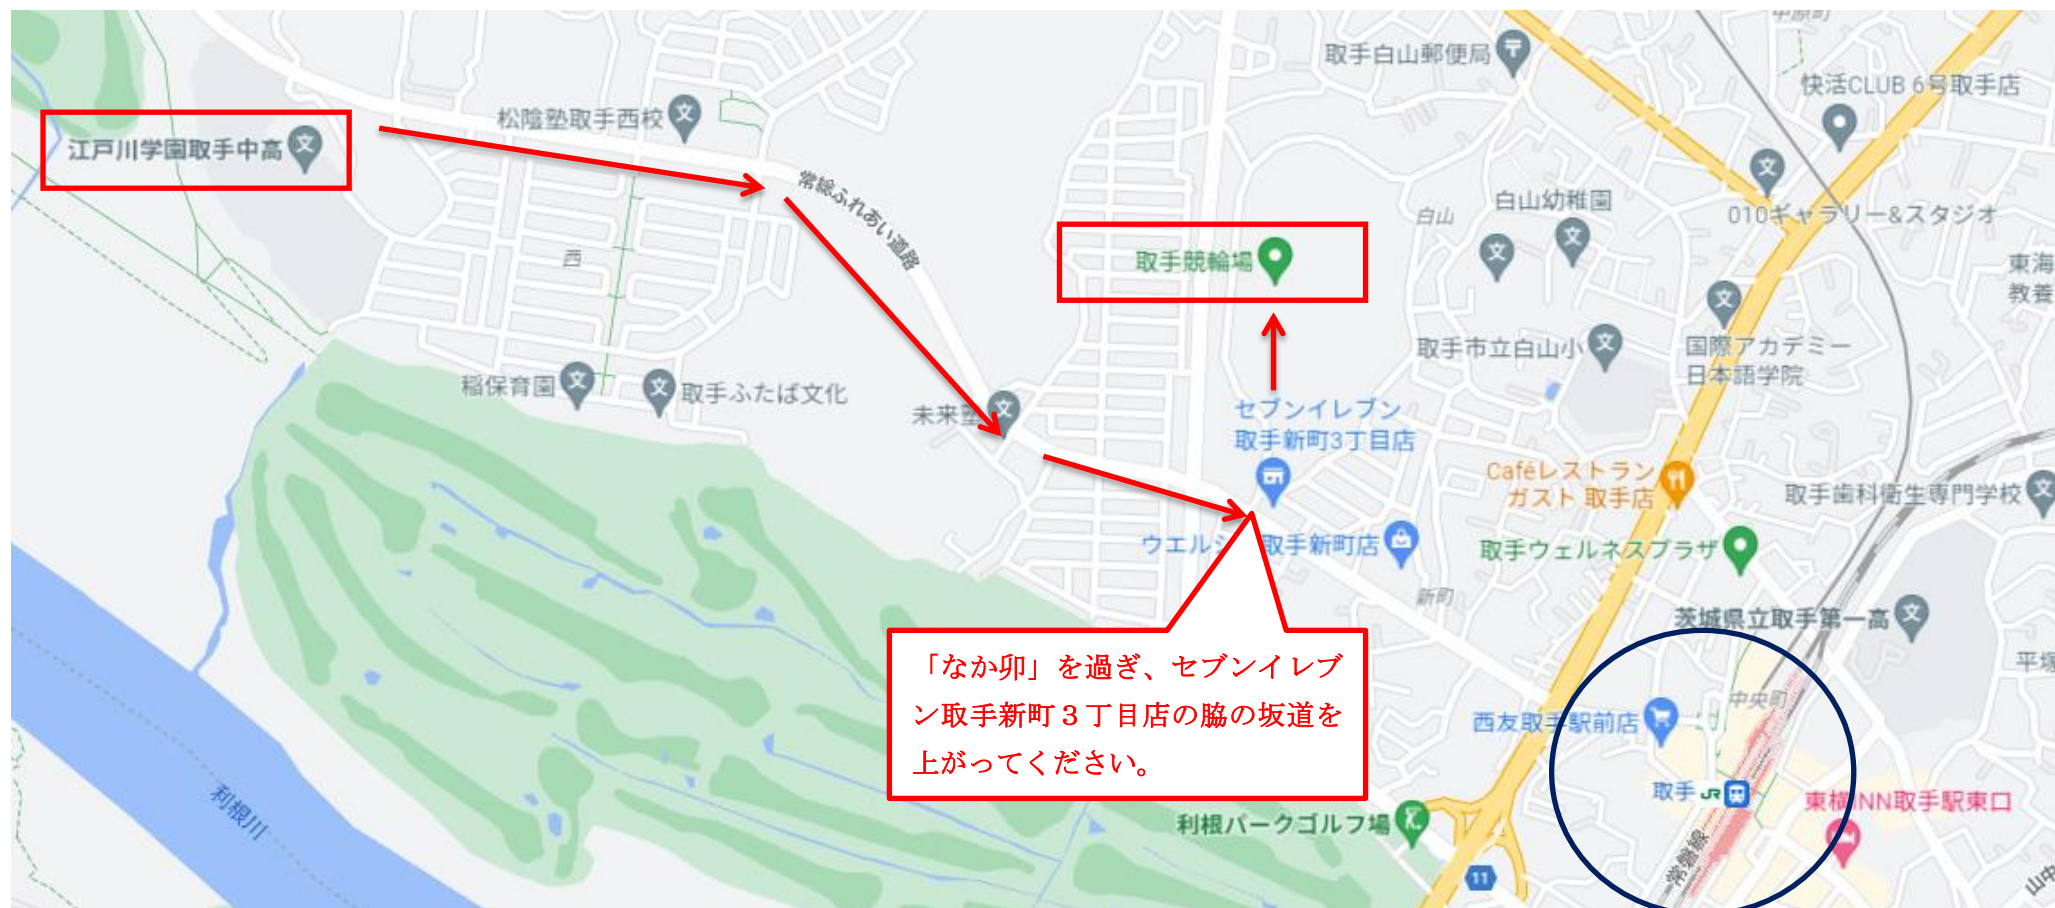 中原町
取手白山郵便局
快活CLUB 6号取手店
松陰塾取手西校
江戸川学園取手中高
常総ふれあい道路
白山
白山幼稚園
010ギャラリー&スタジオ
取手競輪場
東海
教養
西
取手市立白山小
国際アカデミー
日本語学院
稲保育園
取手ふたば文化
未来塾
セブンイレブン
取手新町3丁目店
Caféレストラン
ガスト 取手店
取手歯科衛生専門学校
ウエルシ
取手新町店
取手ウェルネスプラザ
新町
茨城県立取手第一高
「なか卯」を過ぎ、セブンイレブ
ン取手新町３丁目店の脇の坂道を
上がってください。
平塚
中央町
西友取手駅前店
取手 JR
東横INN取手駅東口
利根川
利根パークゴルフ場
常磐線
11
山中